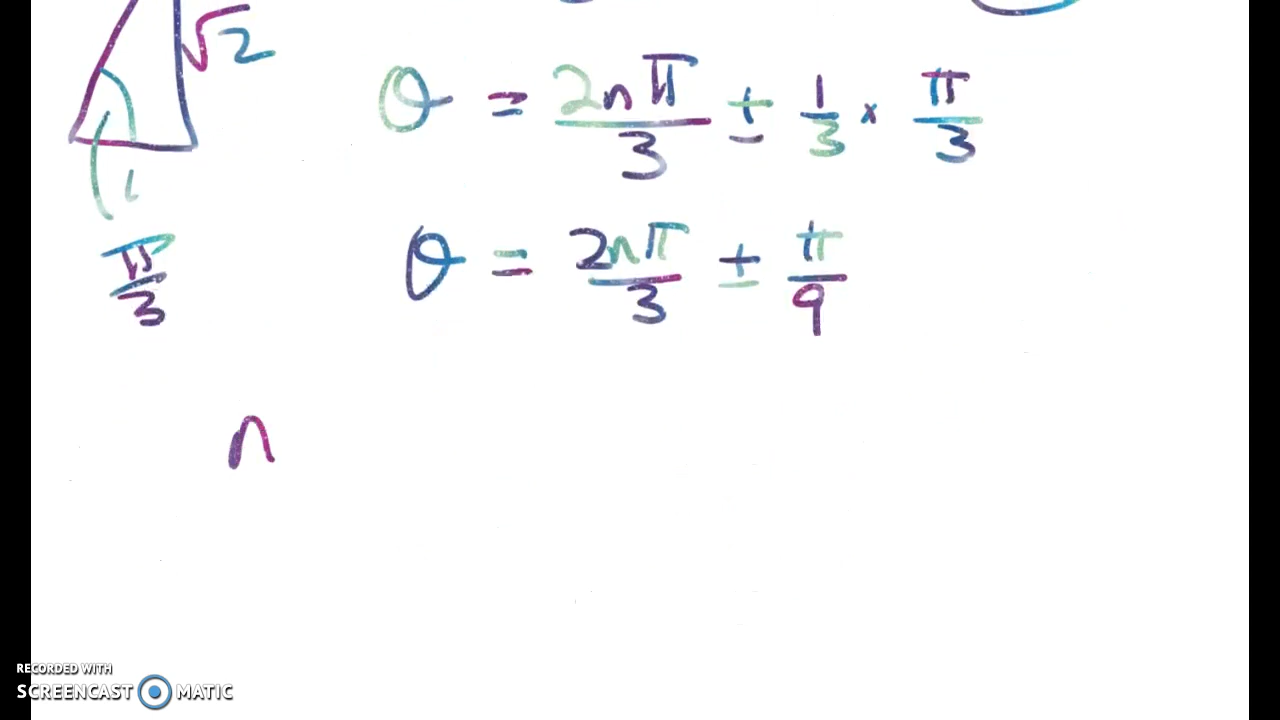 √2
θ = 2nπ/3 ± 1/3 × π/3
1
θ = 2nπ/3 ± π/9
π/3
n
RECORDED WITH
SCREENCAST MATIC